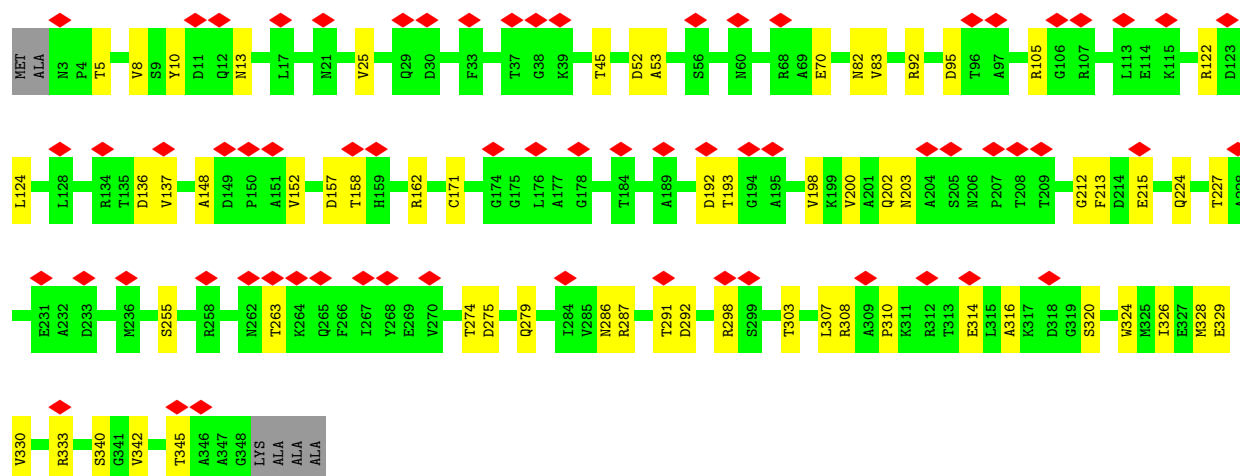 MET ALA N3 P4 T5 V8 S9 Y10 D11 Q12 N13 L17 N21 V25 Q29 D30 F33 T37 G38 K39 T45 D52 A53 S56 N60 R68 A69 E70 N82 V83 R92 D95 T96 A97 R105 G106 R107 L113 E114 K115 R122 D123
L124 L128 R134 T135 D136 V137 A148 D149 P150 A151 V152 D157 T158 H159 R162 C171 G174 G175 L176 A177 G178 T184 A189 D192 T193 G194 A195 V198 K199 V200 A201 Q202 N203 A204 S205 N206 P207 T208 T209 G212 F213 D214 E215 Q224 T227 A228
E231 A232 D233 M236 S255 R258 N262 T263 K264 Q265 F266 I267 Y268 E269 V270 T274 D275 Q279 I284 V285 N286 R287 T291 D292 R298 S299 T303 L307 R308 A309 P310 K311 R312 T313 E314 L315 A316 K317 D318 G319 S320 W324 M325 I326 E327 M328 E329
V330 R333 S340 G341 V342 T345 A346 A347 G348 LYS ALA ALA ALA